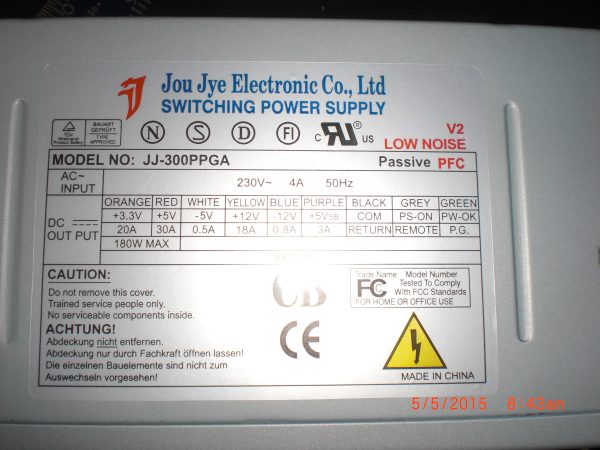 Jou Jye Electronic Co., Ltd
SWITCHING POWER SUPPLY
TÜV
BAUART
GEPRÜFT
TYPE
APPROVED
N S D FI c RU US
V2
LOW NOISE
MODEL NO: JJ-300PPGA Passive PFC
AC~
INPUT
230V~ 4A 50Hz
DC
OUT PUT
ORANGE RED WHITE YELLOW BLUE PURPLE BLACK GREY GREEN
+3.3V +5V -5V +12V -12V +5VSB COM PS-ON PW-OK
20A 30A 0.5A 18A 0.8A 3A RETURN REMOTE P.G.
180W MAX
CAUTION:
Do not remove this cover.
Trained service people only.
No serviceable components inside.
ACHTUNG!
Abdeckung nicht entfernen.
Abdeckung nur durch Fachkraft öffnen lassen!
Die einzelnen Bauelemente sind nicht zum
Auswechseln vorgesehen!
CB
CE
Trade Name Model Number
FC Tested To Comply
With FCC Standards
FOR HOME OR OFFICE USE
MADE IN CHINA
5/5/2015 8:43am